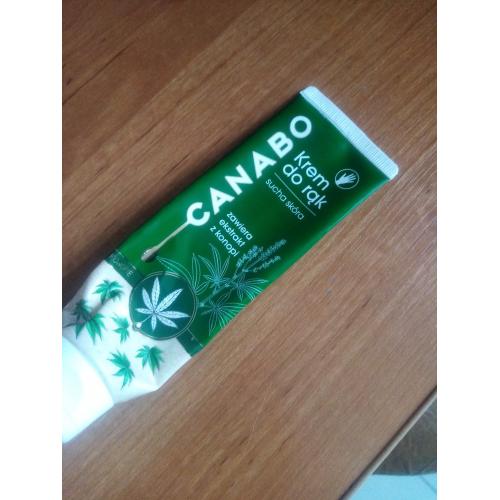 CANABO
Krem
do rąk
sucha skóra
zawiera
ekstrakt
z konopi